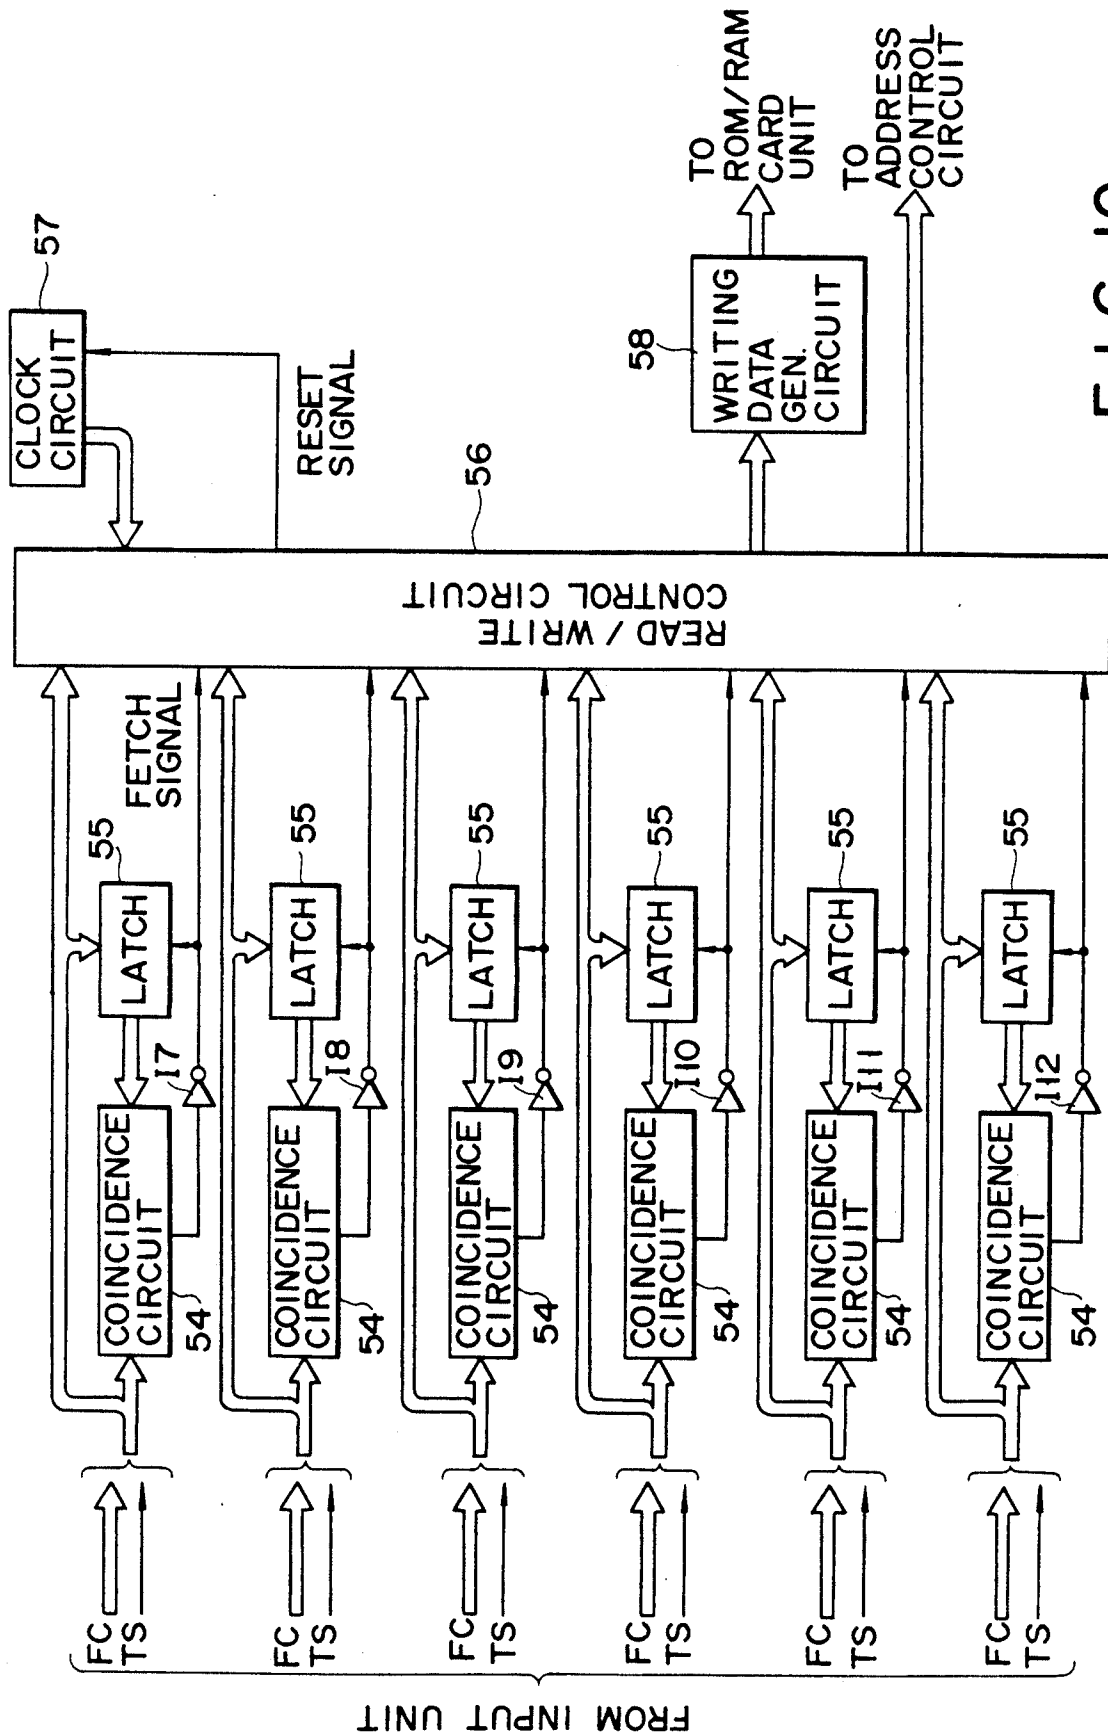 FROM INPUT UNIT
FC
TS
FC
TS
FC
TS
FC
TS
FC
TS
FC
TS
COINCIDENCE
CIRCUIT
54
LATCH
55
I7
FETCH
SIGNAL
COINCIDENCE
CIRCUIT
54
LATCH
55
I8
COINCIDENCE
CIRCUIT
54
LATCH
55
I9
COINCIDENCE
CIRCUIT
54
LATCH
55
I10
COINCIDENCE
CIRCUIT
54
LATCH
55
I11
COINCIDENCE
CIRCUIT
54
LATCH
55
I12
READ / WRITE
CONTROL CIRCUIT
56
CLOCK
CIRCUIT
57
RESET
SIGNAL
58
WRITING
DATA
GEN.
CIRCUIT
TO
ROM/RAM
CARD
UNIT
TO
ADDRESS
CONTROL
CIRCUIT